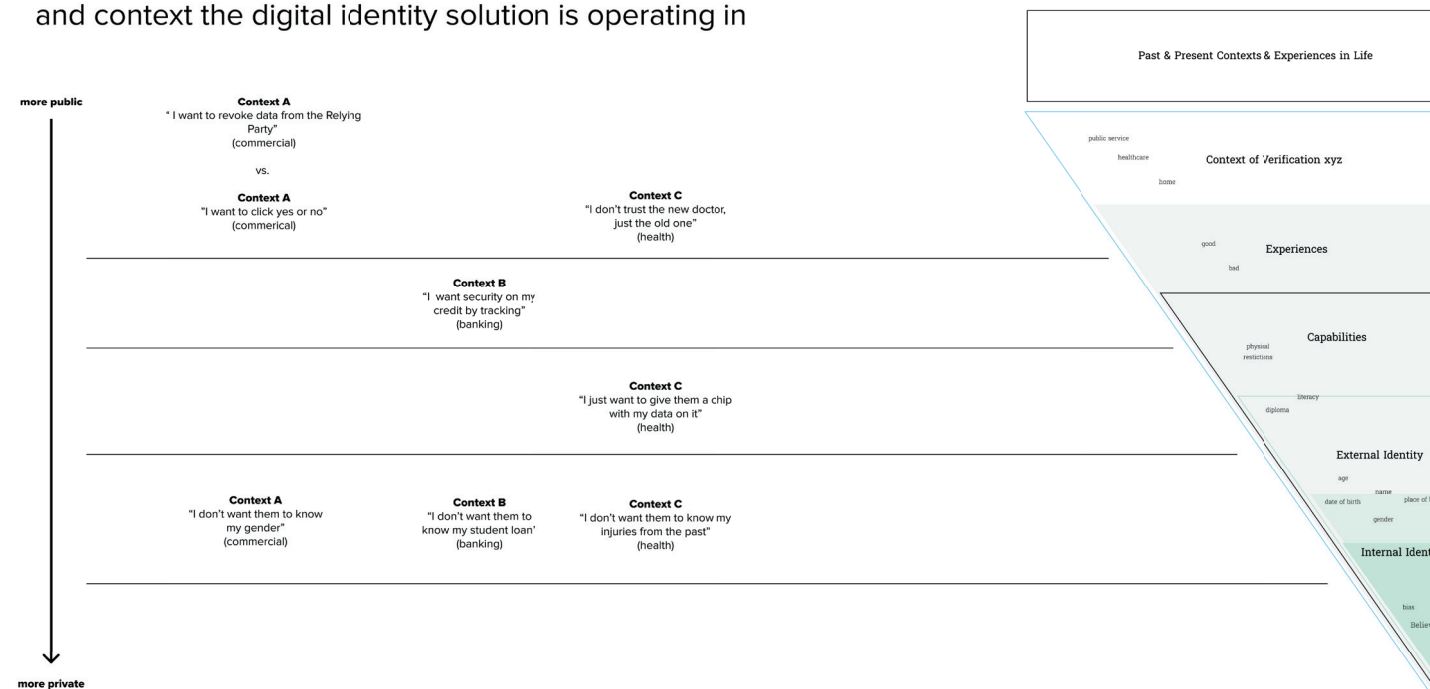 and context the digital identity solution is operating in
Past & Present Contexts & Experiences in Life
more public
Context A
" I want to revoke data from the Relying
Party"
(commercial)
vs.
Context A
"I want to click yes or no"
(commerical)
Context C
"I don't trust the new doctor,
just the old one"
(health)
public service
healthcare
home
Context of Verification xyz
good
bad
Experiences
Context B
"I want security on my
credit by tracking"
(banking)
Capabilities
physical
restictions
Context C
"I just want to give them a chip
with my data on it"
(health)
literacy
diploma
External Identity
age
name
date of birth
place of
gender
Context A
"I don't want them to know
my gender"
(commercial)
Context B
"I don't want them to
know my student loan'
(banking)
Context C
"I don't want them to know my
injuries from the past"
(health)
Internal
bias
more private